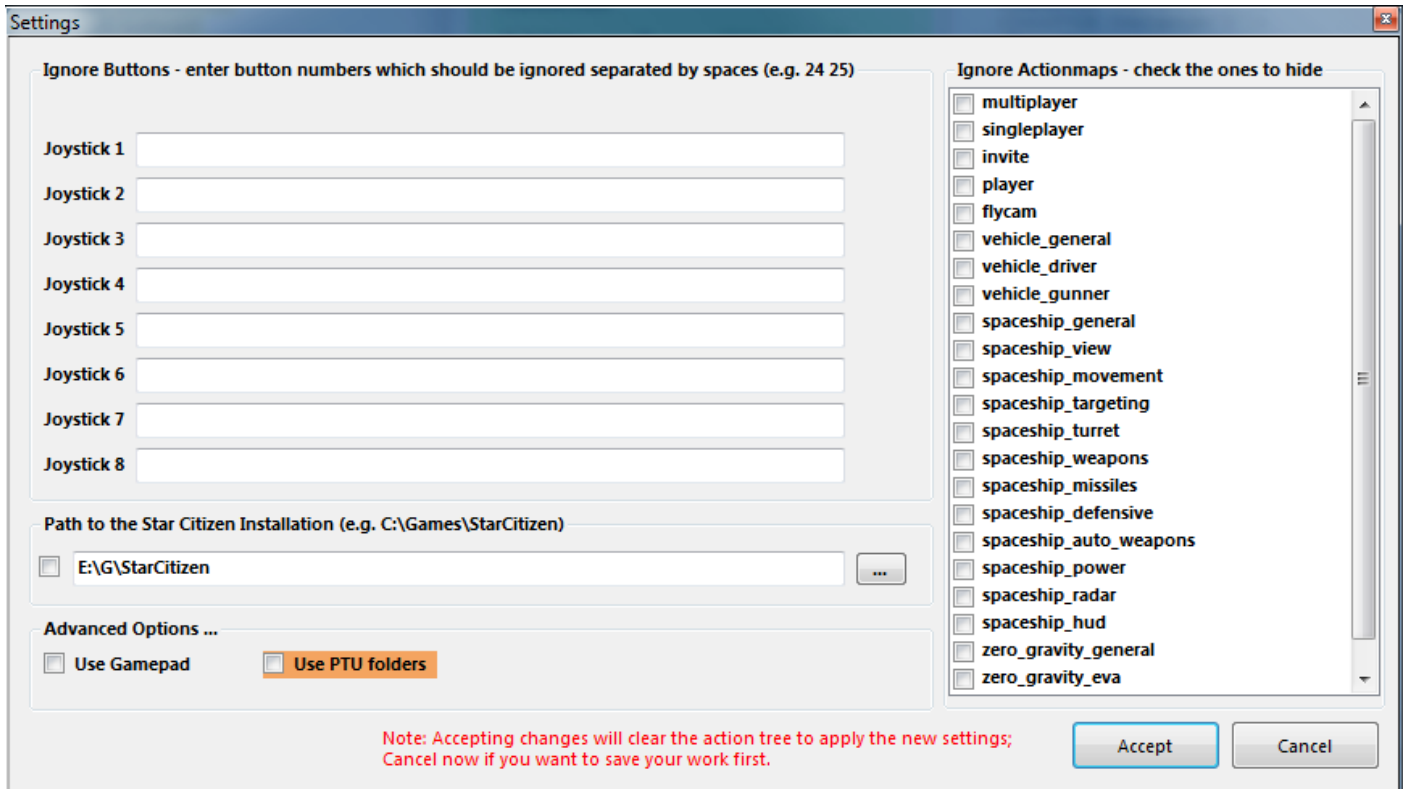 Settings
Ignore Buttons - enter button numbers which should be ignored separated by spaces (e.g. 24 25)
Joystick 1
Joystick 2
Joystick 3
Joystick 4
Joystick 5
Joystick 6
Joystick 7
Joystick 8
Path to the Star Citizen Installation (e.g. C:\Games\StarCitizen)
E:\G\StarCitizen
...
Advanced Options ...
Use Gamepad
Use PTU folders
Ignore Actionmaps - check the ones to hide
multiplayer
singleplayer
invite
player
flycam
vehicle_general
vehicle_driver
vehicle_gunner
spaceship_general
spaceship_view
spaceship_movement
spaceship_targeting
spaceship_turret
spaceship_weapons
spaceship_missiles
spaceship_defensive
spaceship_auto_weapons
spaceship_power
spaceship_radar
spaceship_hud
zero_gravity_general
zero_gravity_eva
Note: Accepting changes will clear the action tree to apply the new settings;
Cancel now if you want to save your work first.
Accept
Cancel